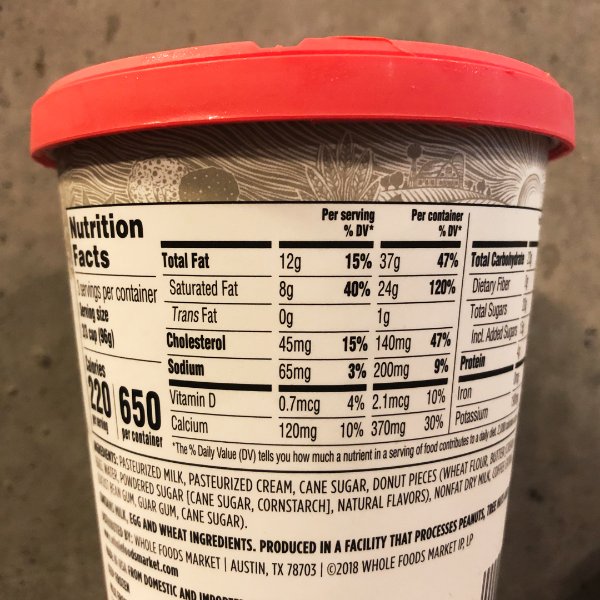 Nutrition
Facts
servings per container
Serving size
2/3 cup (96g)
Calories
220 650
per serving per container
Per serving Per container
% DV* % DV*
Total Fat 12g 15% 37g 47%
Saturated Fat 8g 40% 24g 120%
Trans Fat 0g 1g
Cholesterol 45mg 15% 140mg 47%
Sodium 65mg 3% 200mg 9%
Vitamin D 0.7mcg 4% 2.1mcg 10%
Calcium 120mg 10% 370mg 30%
Total Carbohydrate
Dietary Fiber
Total Sugars
Incl. Added Sugars
Protein
Iron
Potassium
*The % Daily Value (DV) tells you how much a nutrient in a serving of food contributes to a daily diet.
INGREDIENTS: PASTEURIZED MILK, PASTEURIZED CREAM, CANE SUGAR, DONUT PIECES (WHEAT FLOUR,
WATER, POWDERED SUGAR [CANE SUGAR, CORNSTARCH], NATURAL FLAVORS), NONFAT DRY MILK,
BEAN GUM, GUAR GUM, CANE SUGAR).
MILK, EGG AND WHEAT INGREDIENTS. PRODUCED IN A FACILITY THAT PROCESSES PEANUTS,
BY: WHOLE FOODS MARKET | AUSTIN, TX 78703 | ©2018 WHOLE FOODS MARKET IP, LP
FROM DOMESTIC AND